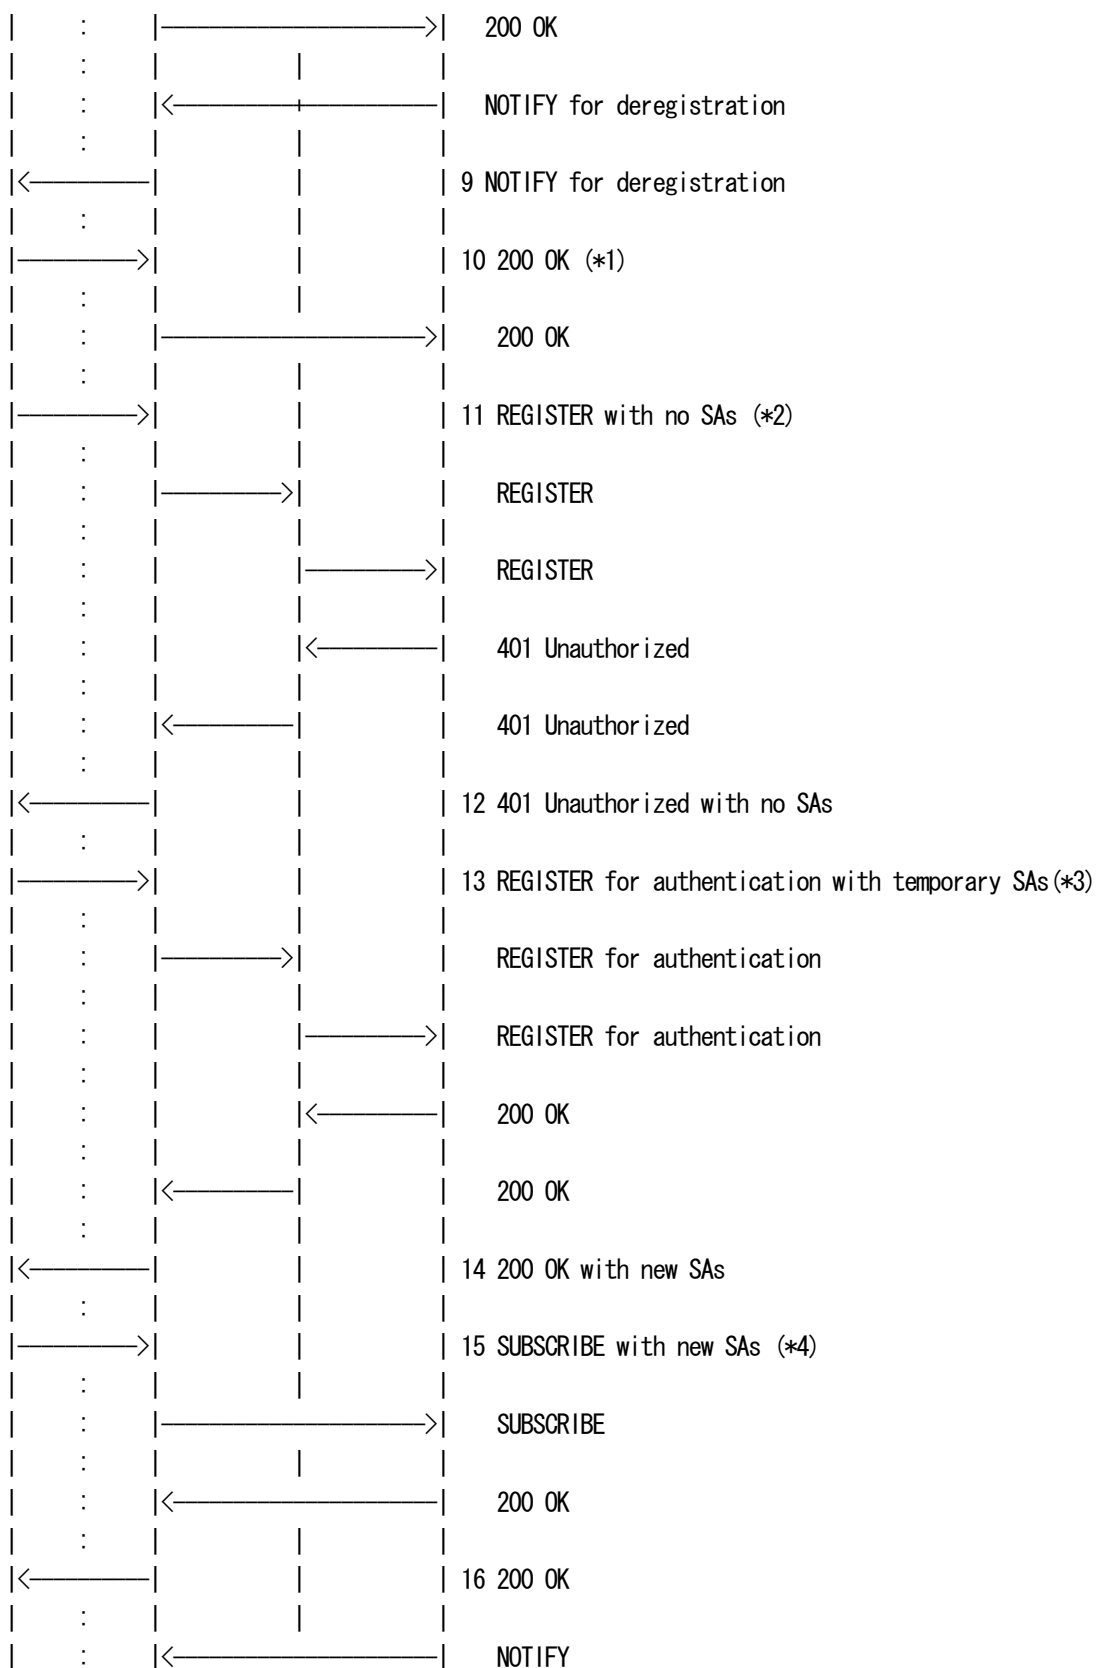 200 OK
NOTIFY for deregistration
9 NOTIFY for deregistration
10 200 OK (*1)
200 OK
11 REGISTER with no SAs (*2)
REGISTER
REGISTER
401 Unauthorized
401 Unauthorized
12 401 Unauthorized with no SAs
13 REGISTER for authentication with temporary SAs(*3)
REGISTER for authentication
REGISTER for authentication
200 OK
200 OK
14 200 OK with new SAs
15 SUBSCRIBE with new SAs (*4)
SUBSCRIBE
200 OK
16 200 OK
NOTIFY